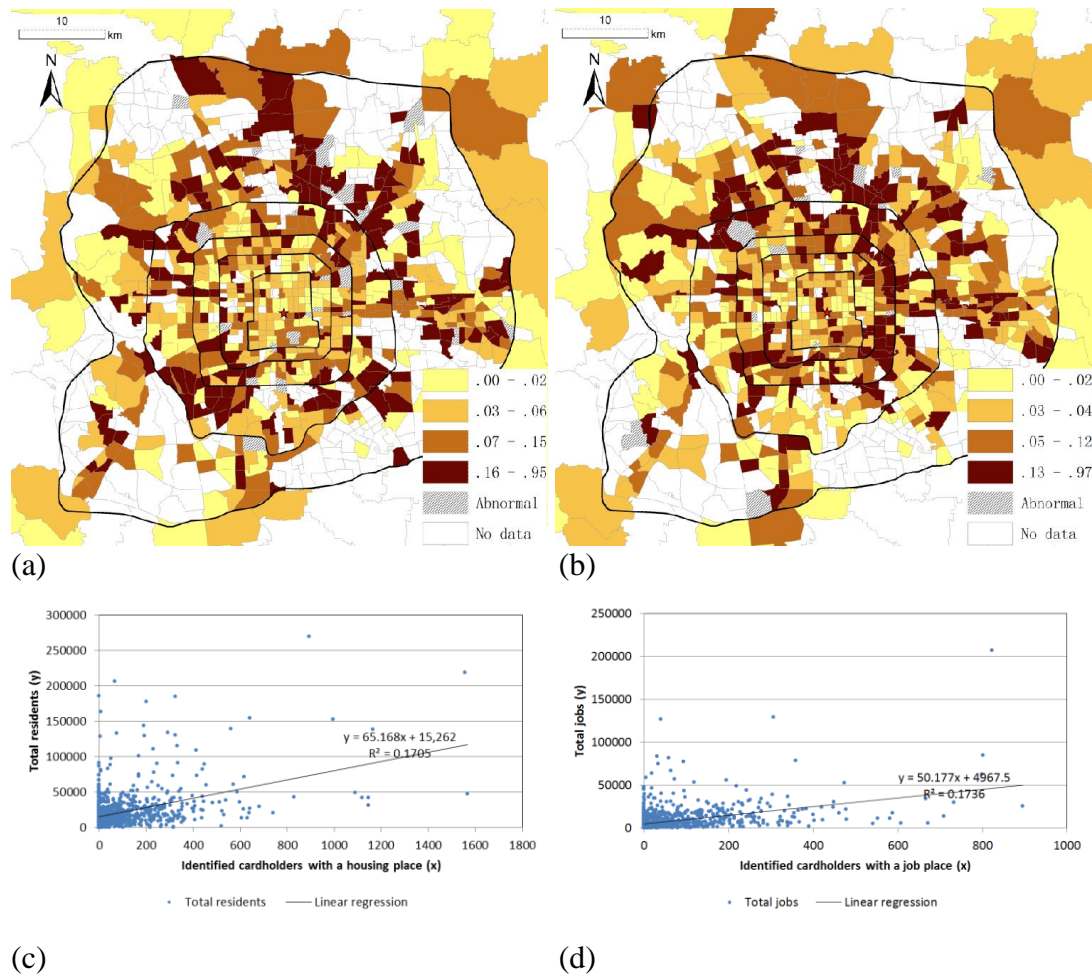 10
km
N
.00 - .02
.03 - .06
.07 - .15
.16 - .95
Abnormal
No data
(a)
10
km
N
.00 - .02
.03 - .04
.05 - .12
.13 - .97
Abnormal
No data
(b)
300000
250000
200000
150000
100000
50000
0
Total residents (y)
y = 65.168x + 15,262
R² = 0.1705
0 200 400 600 800 1000 1200 1400 1600 1800
Identified cardholders with a housing place (x)
Total residents Linear regression
(c)
250000
200000
150000
100000
50000
0
Total jobs (y)
y = 50.177x + 4967.5
R² = 0.1736
0 200 400 600 800 1000
Identified cardholders with a job place (x)
Total jobs Linear regression
(d)